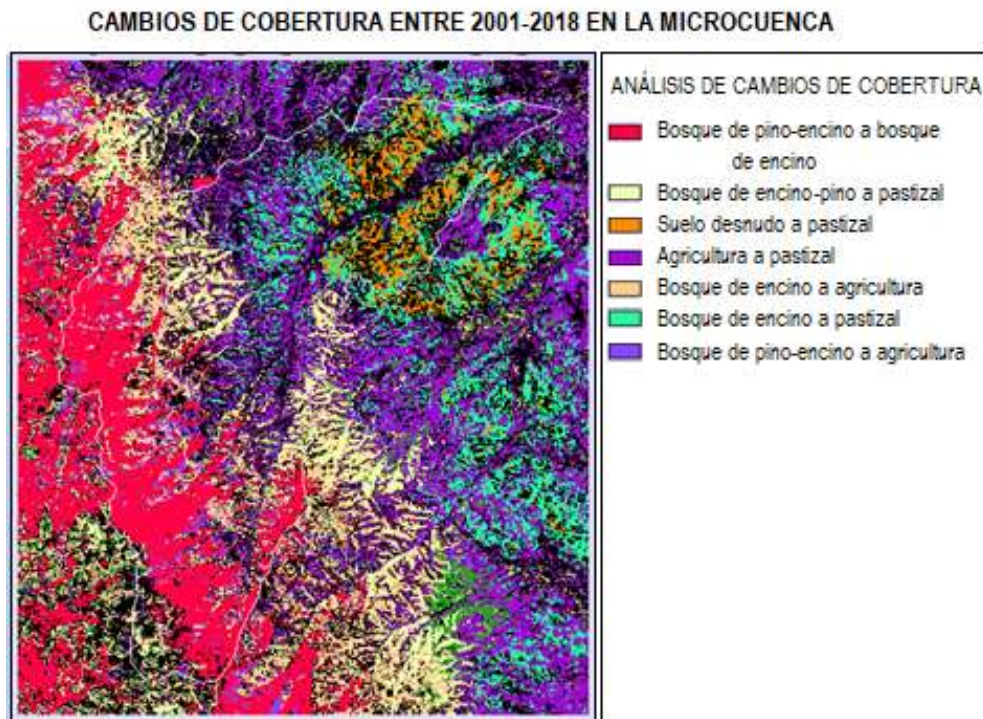 CAMBIOS DE COBERTURA ENTRE 2001-2018 EN LA MICROCUENCA
ANÁLISIS DE CAMBIOS DE COBERTURA
Bosque de pino-encino a bosque
de encino
Bosque de encino-pino a pastizal
Suelo desnudo a pastizal
Agricultura a pastizal
Bosque de encino a agricultura
Bosque de encino a pastizal
Bosque de pino-encino a agricultura